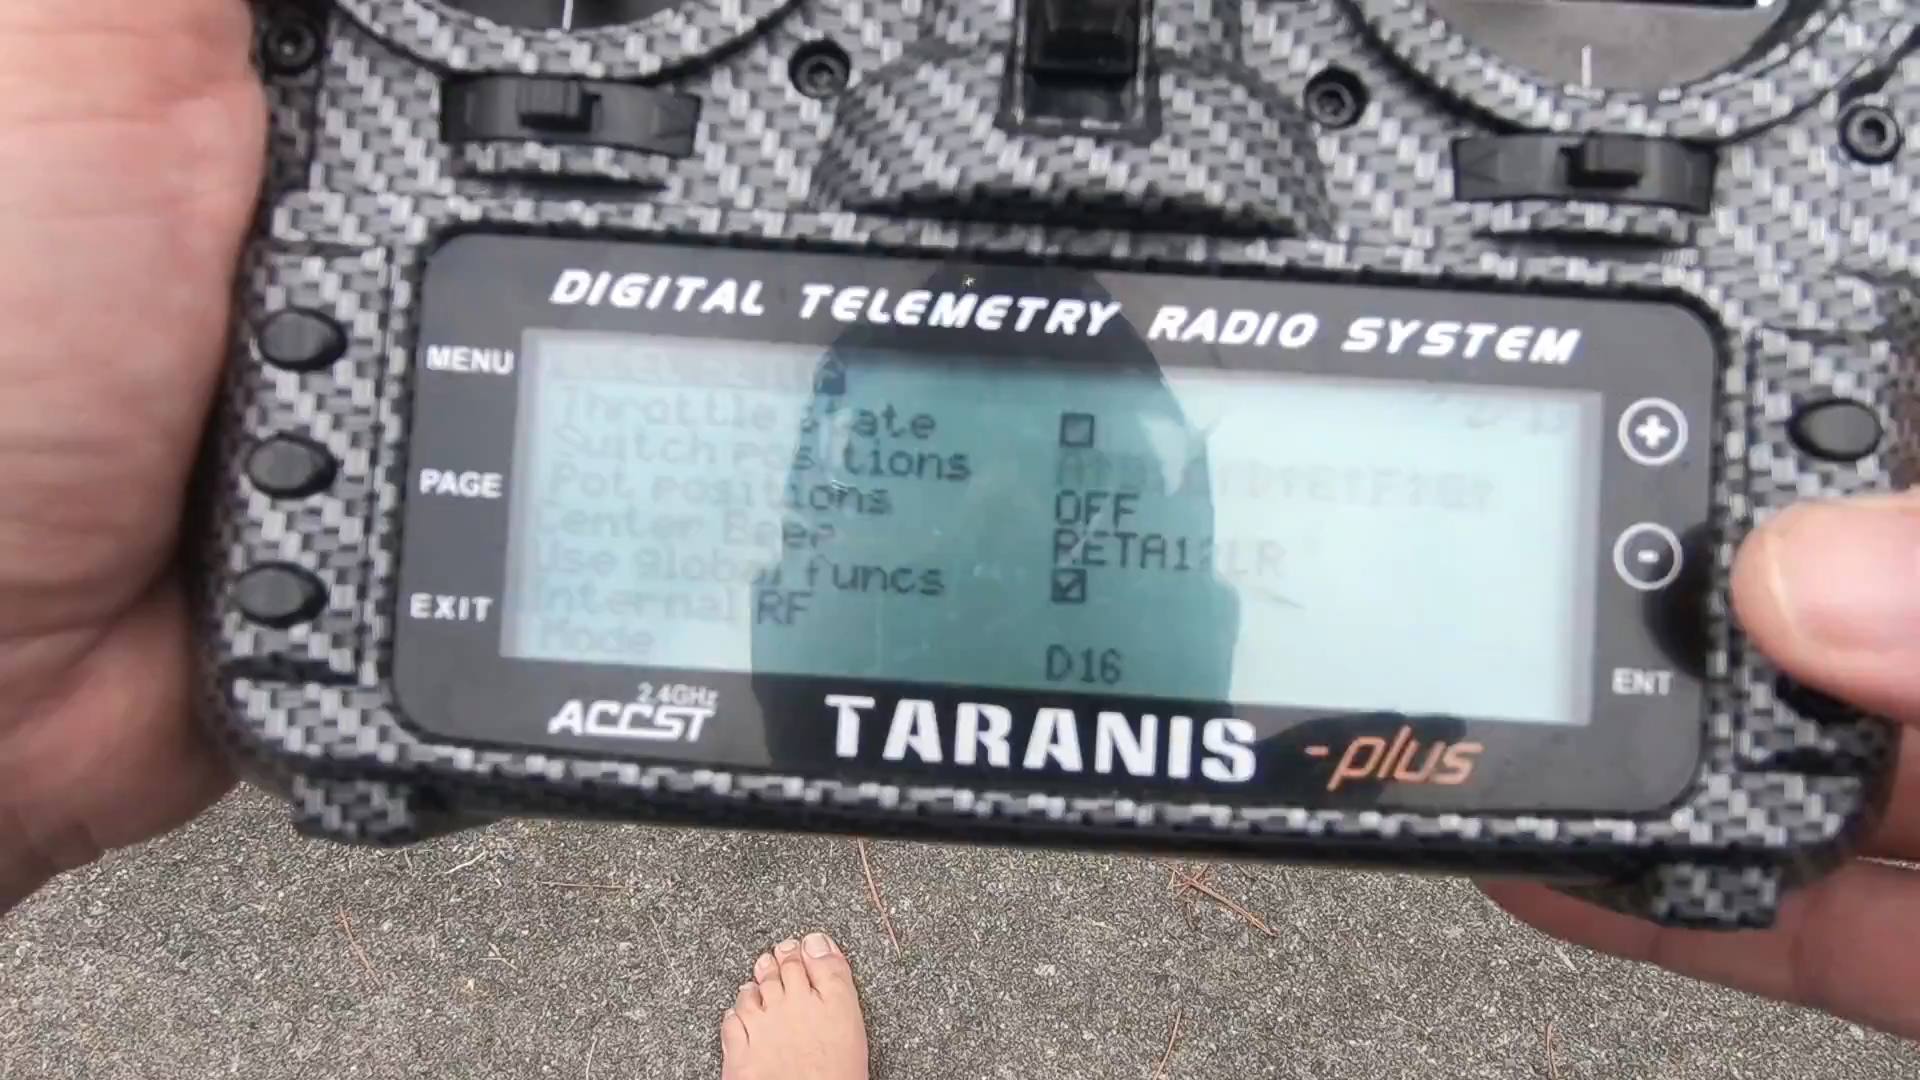 DIGITAL TELEMETRY RADIO SYSTEM
MENU
PAGE
EXIT
Throttle state
Switch positions
Pot positions OFF
Center Beep RETA12LR
Use global funcs
Internal RF
Mode D16
+
-
ENT
2.4GHz
ACCST
TARANIS -plus